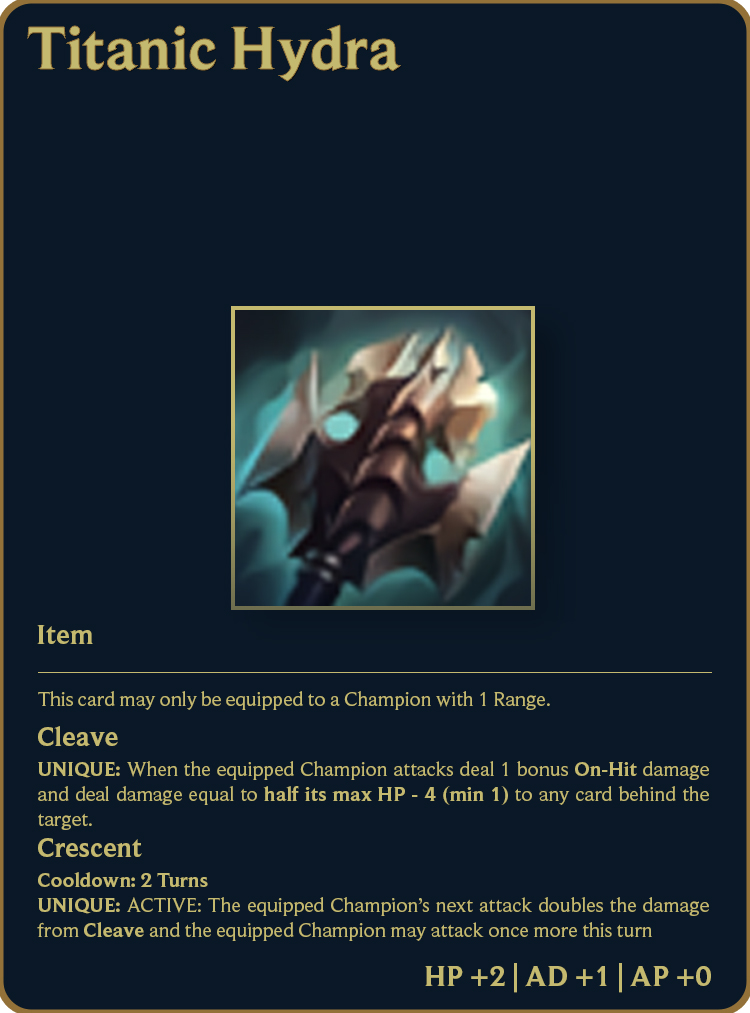 Titanic Hydra
Item
This card may only be equipped to a Champion with 1 Range.
Cleave
UNIQUE: When the equipped Champion attacks deal 1 bonus On-Hit damage
and deal damage equal to half its max HP - 4 (min 1) to any card behind the
target.
Crescent
Cooldown: 2 Turns
UNIQUE: ACTIVE: The equipped Champion's next attack doubles the damage
from Cleave and the equipped Champion may attack once more this turn
HP +2 | AD +1 | AP +0